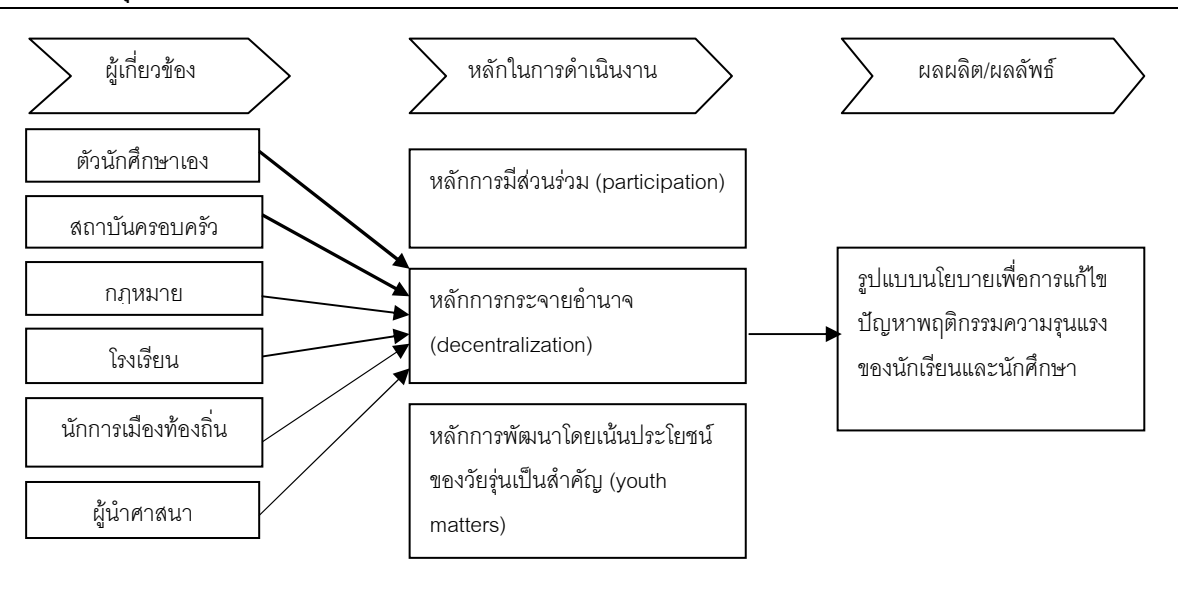 ผู้เกี่ยวข้อง
หลักในการดำเนินงาน
ผลผลิต/ผลลัพธ์
ตัวนักศึกษาเอง
สถาบันครอบครัว
กฎหมาย
โรงเรียน
นักการเมืองท้องถิ่น
ผู้นำศาสนา
หลักการมีส่วนร่วม (participation)
หลักการกระจายอำนาจ
(decentralization)
หลักการพัฒนาโดยเน้นประโยชน์
ของวัยรุ่นเป็นสำคัญ (youth
matters)
รูปแบบนโยบายเพื่อการแก้ไข
ปัญหาพฤติกรรมความรุนแรง
ของนักเรียนและนักศึกษา